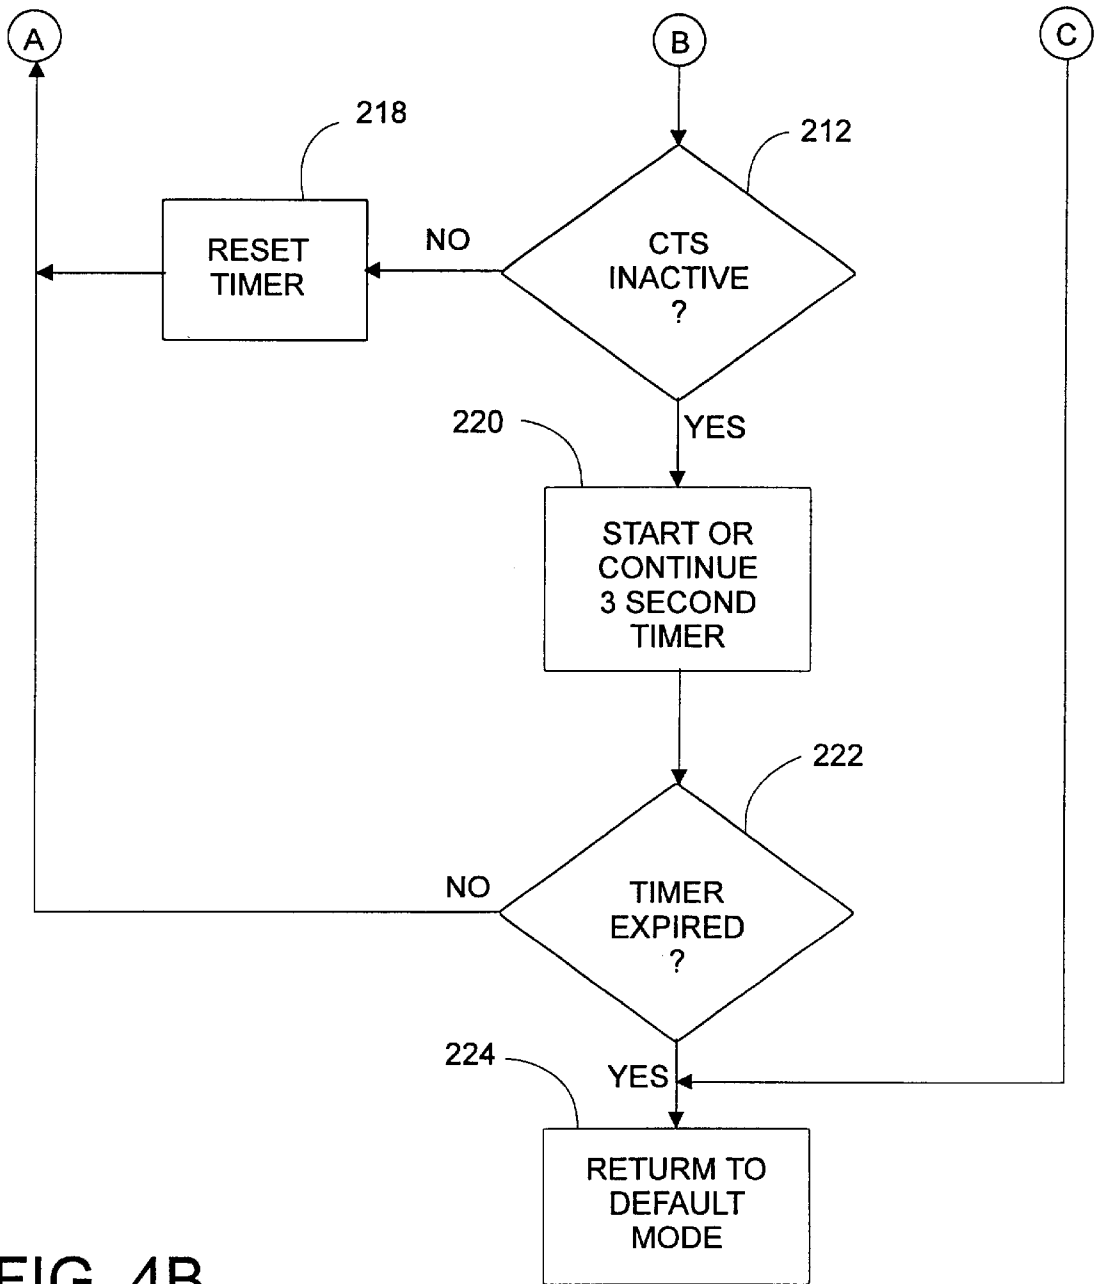 A
B
C
218
212
NO
RESET
TIMER
CTS
INACTIVE
?
220
YES
START OR
CONTINUE
3 SECOND
TIMER
222
NO
TIMER
EXPIRED
?
224
YES
RETURM TO
DEFAULT
MODE
FIG. 4B